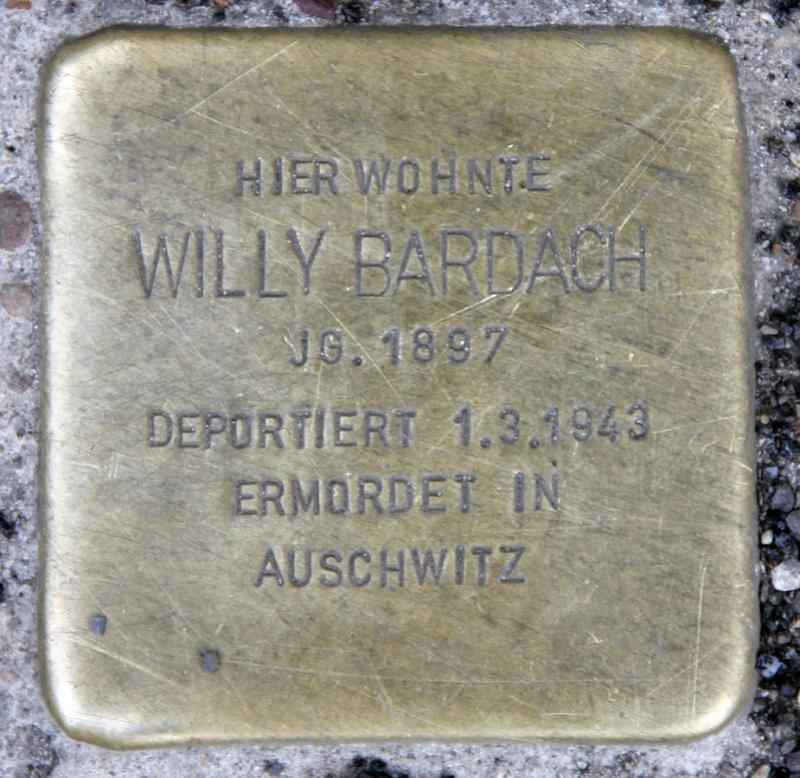 HIER WOHNTE
WILLY BARDACH
JG. 1897
DEPORTIERT 1.3.1943
ERMORDET IN
AUSCHWITZ